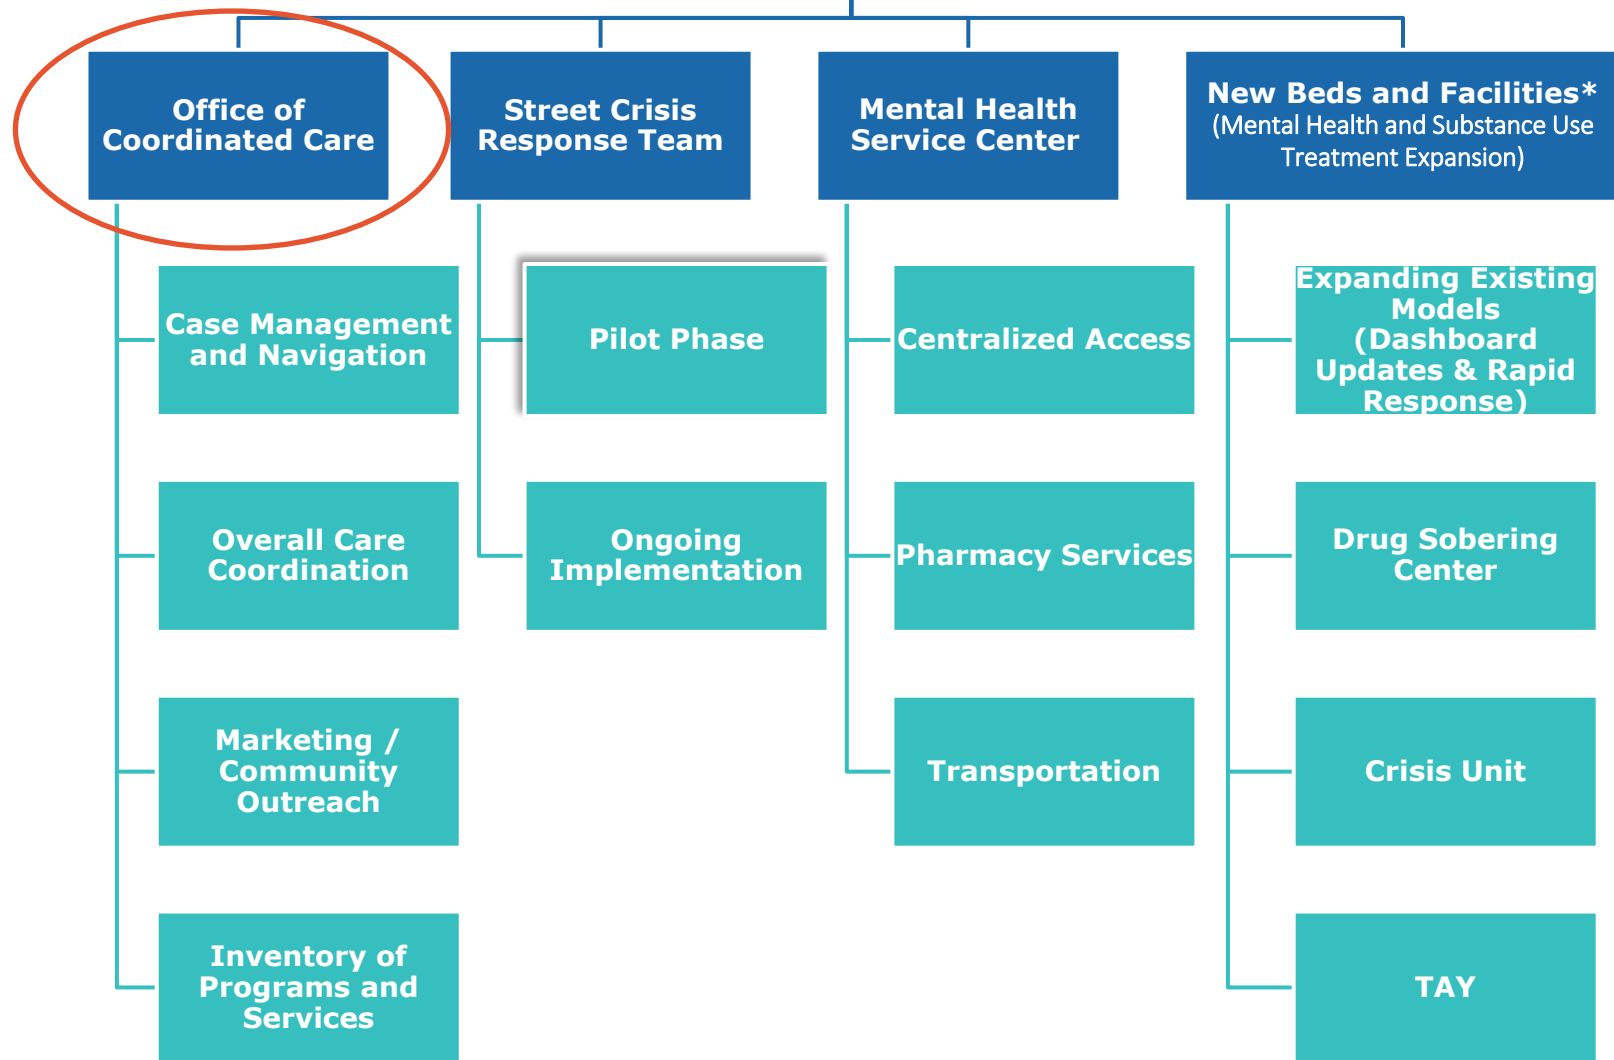 Office of
Coordinated Care
Street Crisis
Response Team
Mental Health
Service Center
New Beds and Facilities*
(Mental Health and Substance Use
Treatment Expansion)
Case Management
and Navigation
Pilot Phase
Centralized Access
Expanding Existing
Models
(Dashboard
Updates & Rapid
Response)
Overall Care
Coordination
Ongoing
Implementation
Pharmacy Services
Drug Sobering
Center
Marketing /
Community
Outreach
Transportation
Crisis Unit
Inventory of
Programs and
Services
TAY